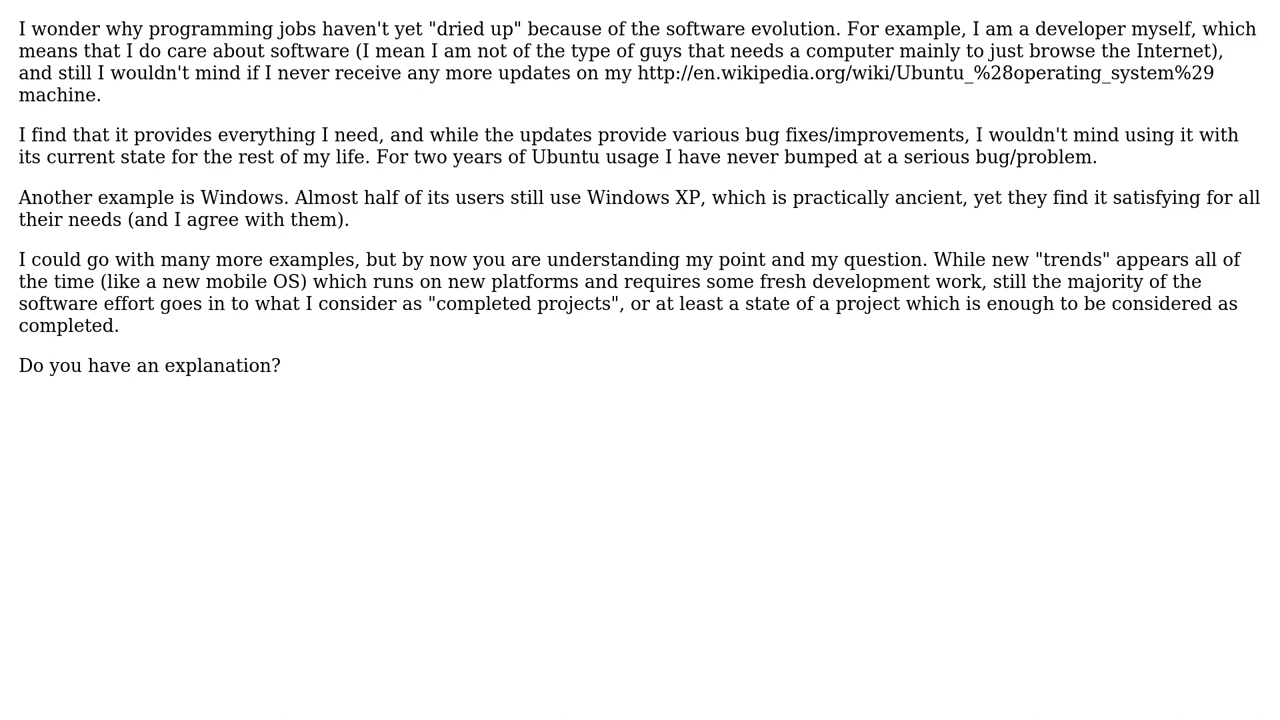 I wonder why programming jobs haven't yet "dried up" because of the software evolution. For example, I am a developer myself, which
means that I do care about software (I mean I am not of the type of guys that needs a computer mainly to just browse the Internet),
and still I wouldn't mind if I never receive any more updates on my http://en.wikipedia.org/wiki/Ubuntu_%28operating_system%29
machine.
I find that it provides everything I need, and while the updates provide various bug fixes/improvements, I wouldn't mind using it with
its current state for the rest of my life. For two years of Ubuntu usage I have never bumped at a serious bug/problem.
Another example is Windows. Almost half of its users still use Windows XP, which is practically ancient, yet they find it satisfying for all
their needs (and I agree with them).
I could go with many more examples, but by now you are understanding my point and my question. While new "trends" appears all of
the time (like a new mobile OS) which runs on new platforms and requires some fresh development work, still the majority of the
software effort goes in to what I consider as "completed projects", or at least a state of a project which is enough to be considered as
completed.
Do you have an explanation?